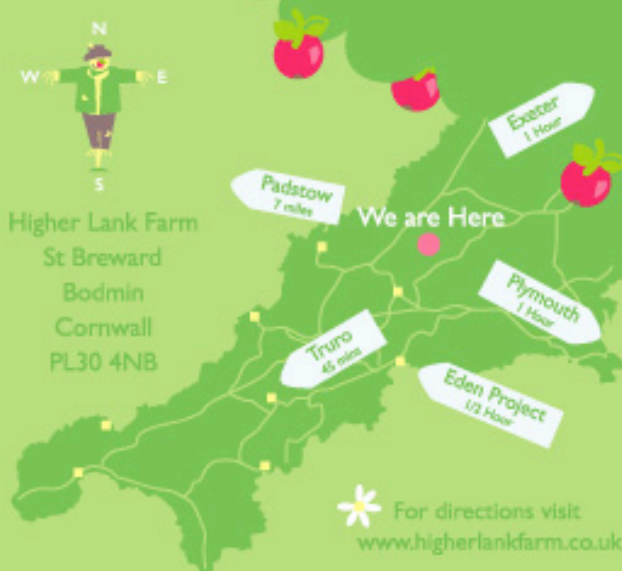 N
W E
S
Higher Lank Farm
St Breward
Bodmin
Cornwall
PL30 4NB
Exeter
1 Hour
Padstow
7 miles
We are Here
Plymouth
1 Hour
Truro
45 mins
Eden Project
1/2 Hour
For directions visit
www.higherlankfarm.co.uk